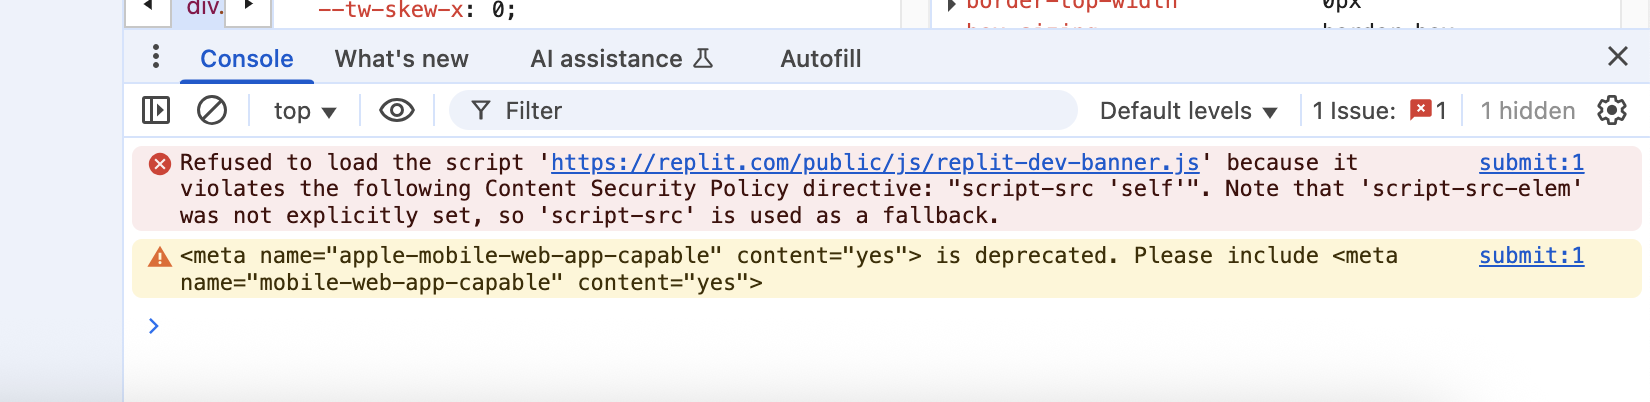 div.
--tw-skew-x: 0;
border-top-width 0px
Console What's new AI assistance Autofill
top Filter Default levels 1 Issue: 1 1 hidden
Refused to load the script 'https://replit.com/public/js/replit-dev-banner.js' because it submit:1
violates the following Content Security Policy directive: "script-src 'self'". Note that 'script-src-elem'
was not explicitly set, so 'script-src' is used as a fallback.
<meta name="apple-mobile-web-app-capable" content="yes"> is deprecated. Please include <meta submit:1
name="mobile-web-app-capable" content="yes">